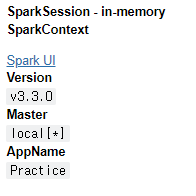 SparkSession - in-memory
SparkContext
Spark UI
Version
v3.3.0
Master
local[*]
AppName
Practice